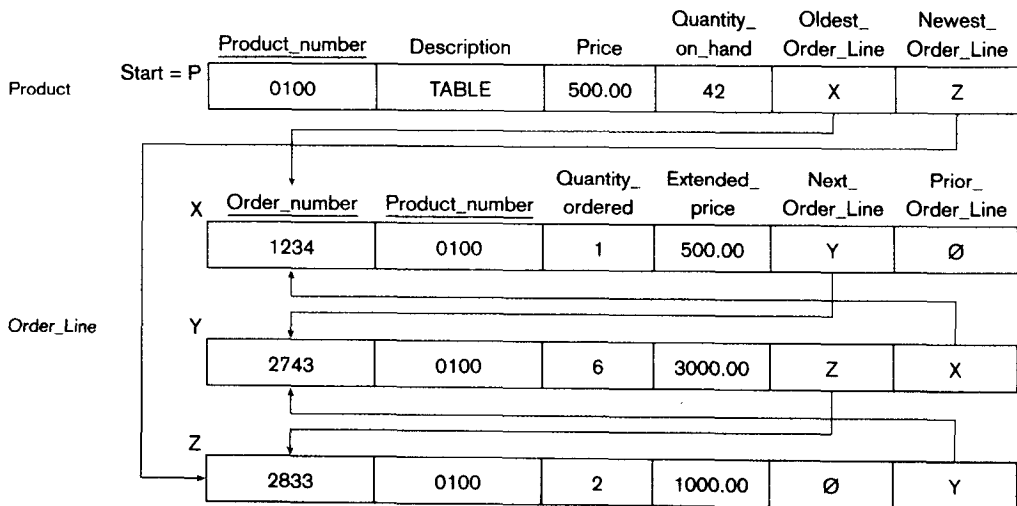 Product_number Description Price Quantity_ on_hand Oldest_ Order_Line Newest_ Order_Line
Product Start = P 0100 TABLE 500.00 42 X Z
X Order_number Product_number Quantity_ ordered Extended_ price Next_ Order_Line Prior_ Order_Line
1234 0100 1 500.00 Y Ø
Order_Line Y
2743 0100 6 3000.00 Z X
Z
2833 0100 2 1000.00 Ø Y